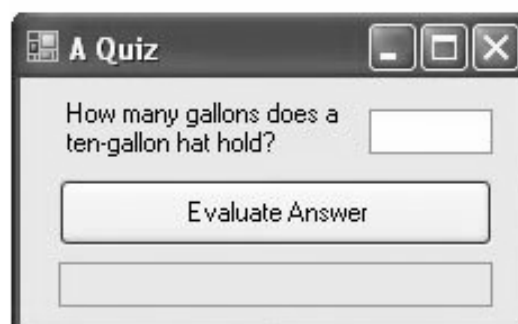 A Quiz
How many gallons does a
ten-gallon hat hold?
Evaluate Answer